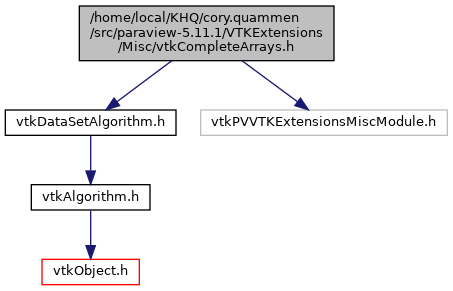 /home/local/KHQ/cory.quammen
/src/paraview-5.11.1/VTKExtensions
/Misc/vtkCompleteArrays.h
vtkDataSetAlgorithm.h
vtkPVVTKExtensionsMiscModule.h
vtkAlgorithm.h
vtkObject.h